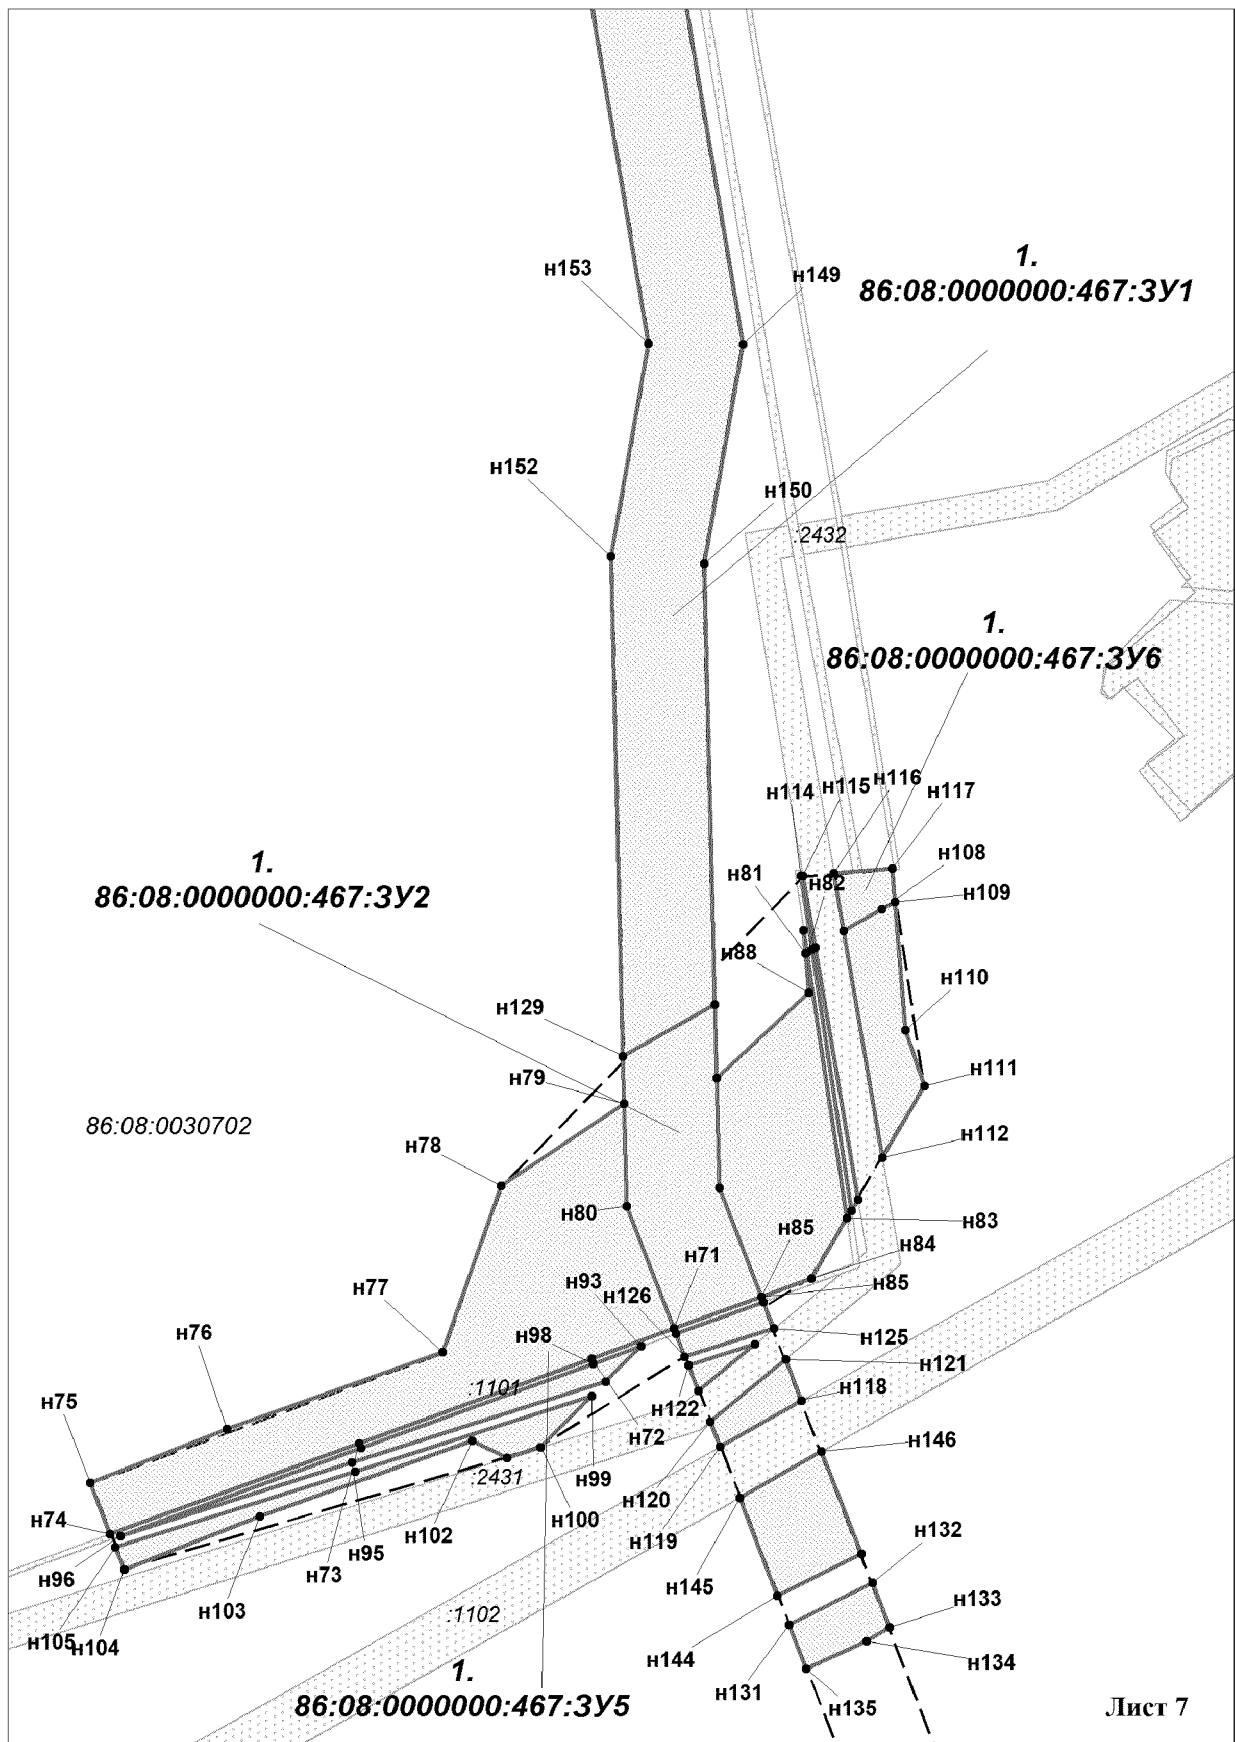 1.
86:08:0000000:467:ЗУ1
н153
н149
н152
н150
:2432
1.
86:08:0000000:467:ЗУ6
н114
н115
н116
н117
н108
н81
н82
н109
1.
86:08:0000000:467:ЗУ2
н88
н110
н129
н79
н111
86:08:0030702
н78
н112
н80
н83
н85
н71
н84
н93
н85
н126
н77
н76
н98
н125
н121
:1101
н75
н122
н118
н72
н146
н99
:2431
н120
н100
н74
н102
н119
н132
н95
н73
н96
н145
н103
н133
:1102
н105
н104
н144
н134
1.
86:08:0000000:467:ЗУ5
н131
н135
Лист 7